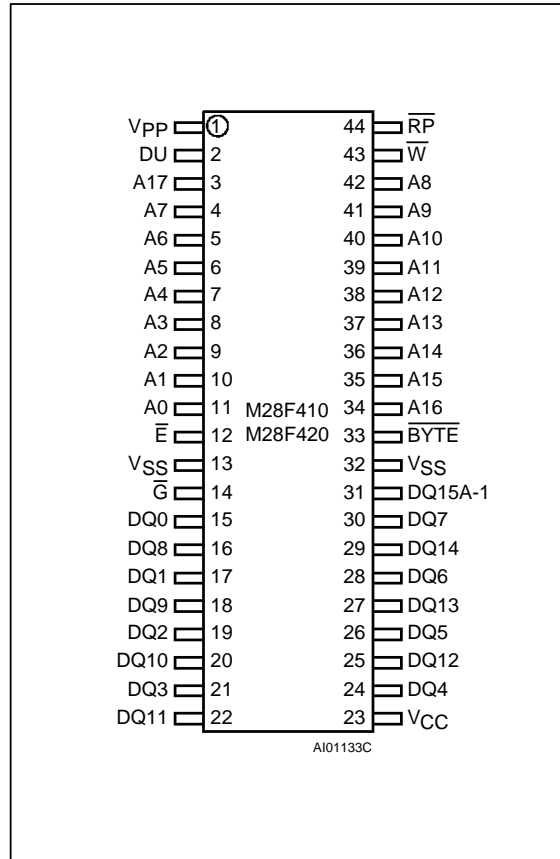 VPP 1 44 R̅P̅
DU 2 43 W̅
A17 3 42 A8
A7 4 41 A9
A6 5 40 A10
A5 6 39 A11
A4 7 38 A12
A3 8 37 A13
A2 9 36 A14
A1 10 35 A15
A0 11 M28F410 34 A16
E̅ 12 M28F420 33 B̅Y̅T̅E̅
VSS 13 32 VSS
G̅ 14 31 DQ15A-1
DQ0 15 30 DQ7
DQ8 16 29 DQ14
DQ1 17 28 DQ6
DQ9 18 27 DQ13
DQ2 19 26 DQ5
DQ10 20 25 DQ12
DQ3 21 24 DQ4
DQ11 22 23 VCC
AI01133C